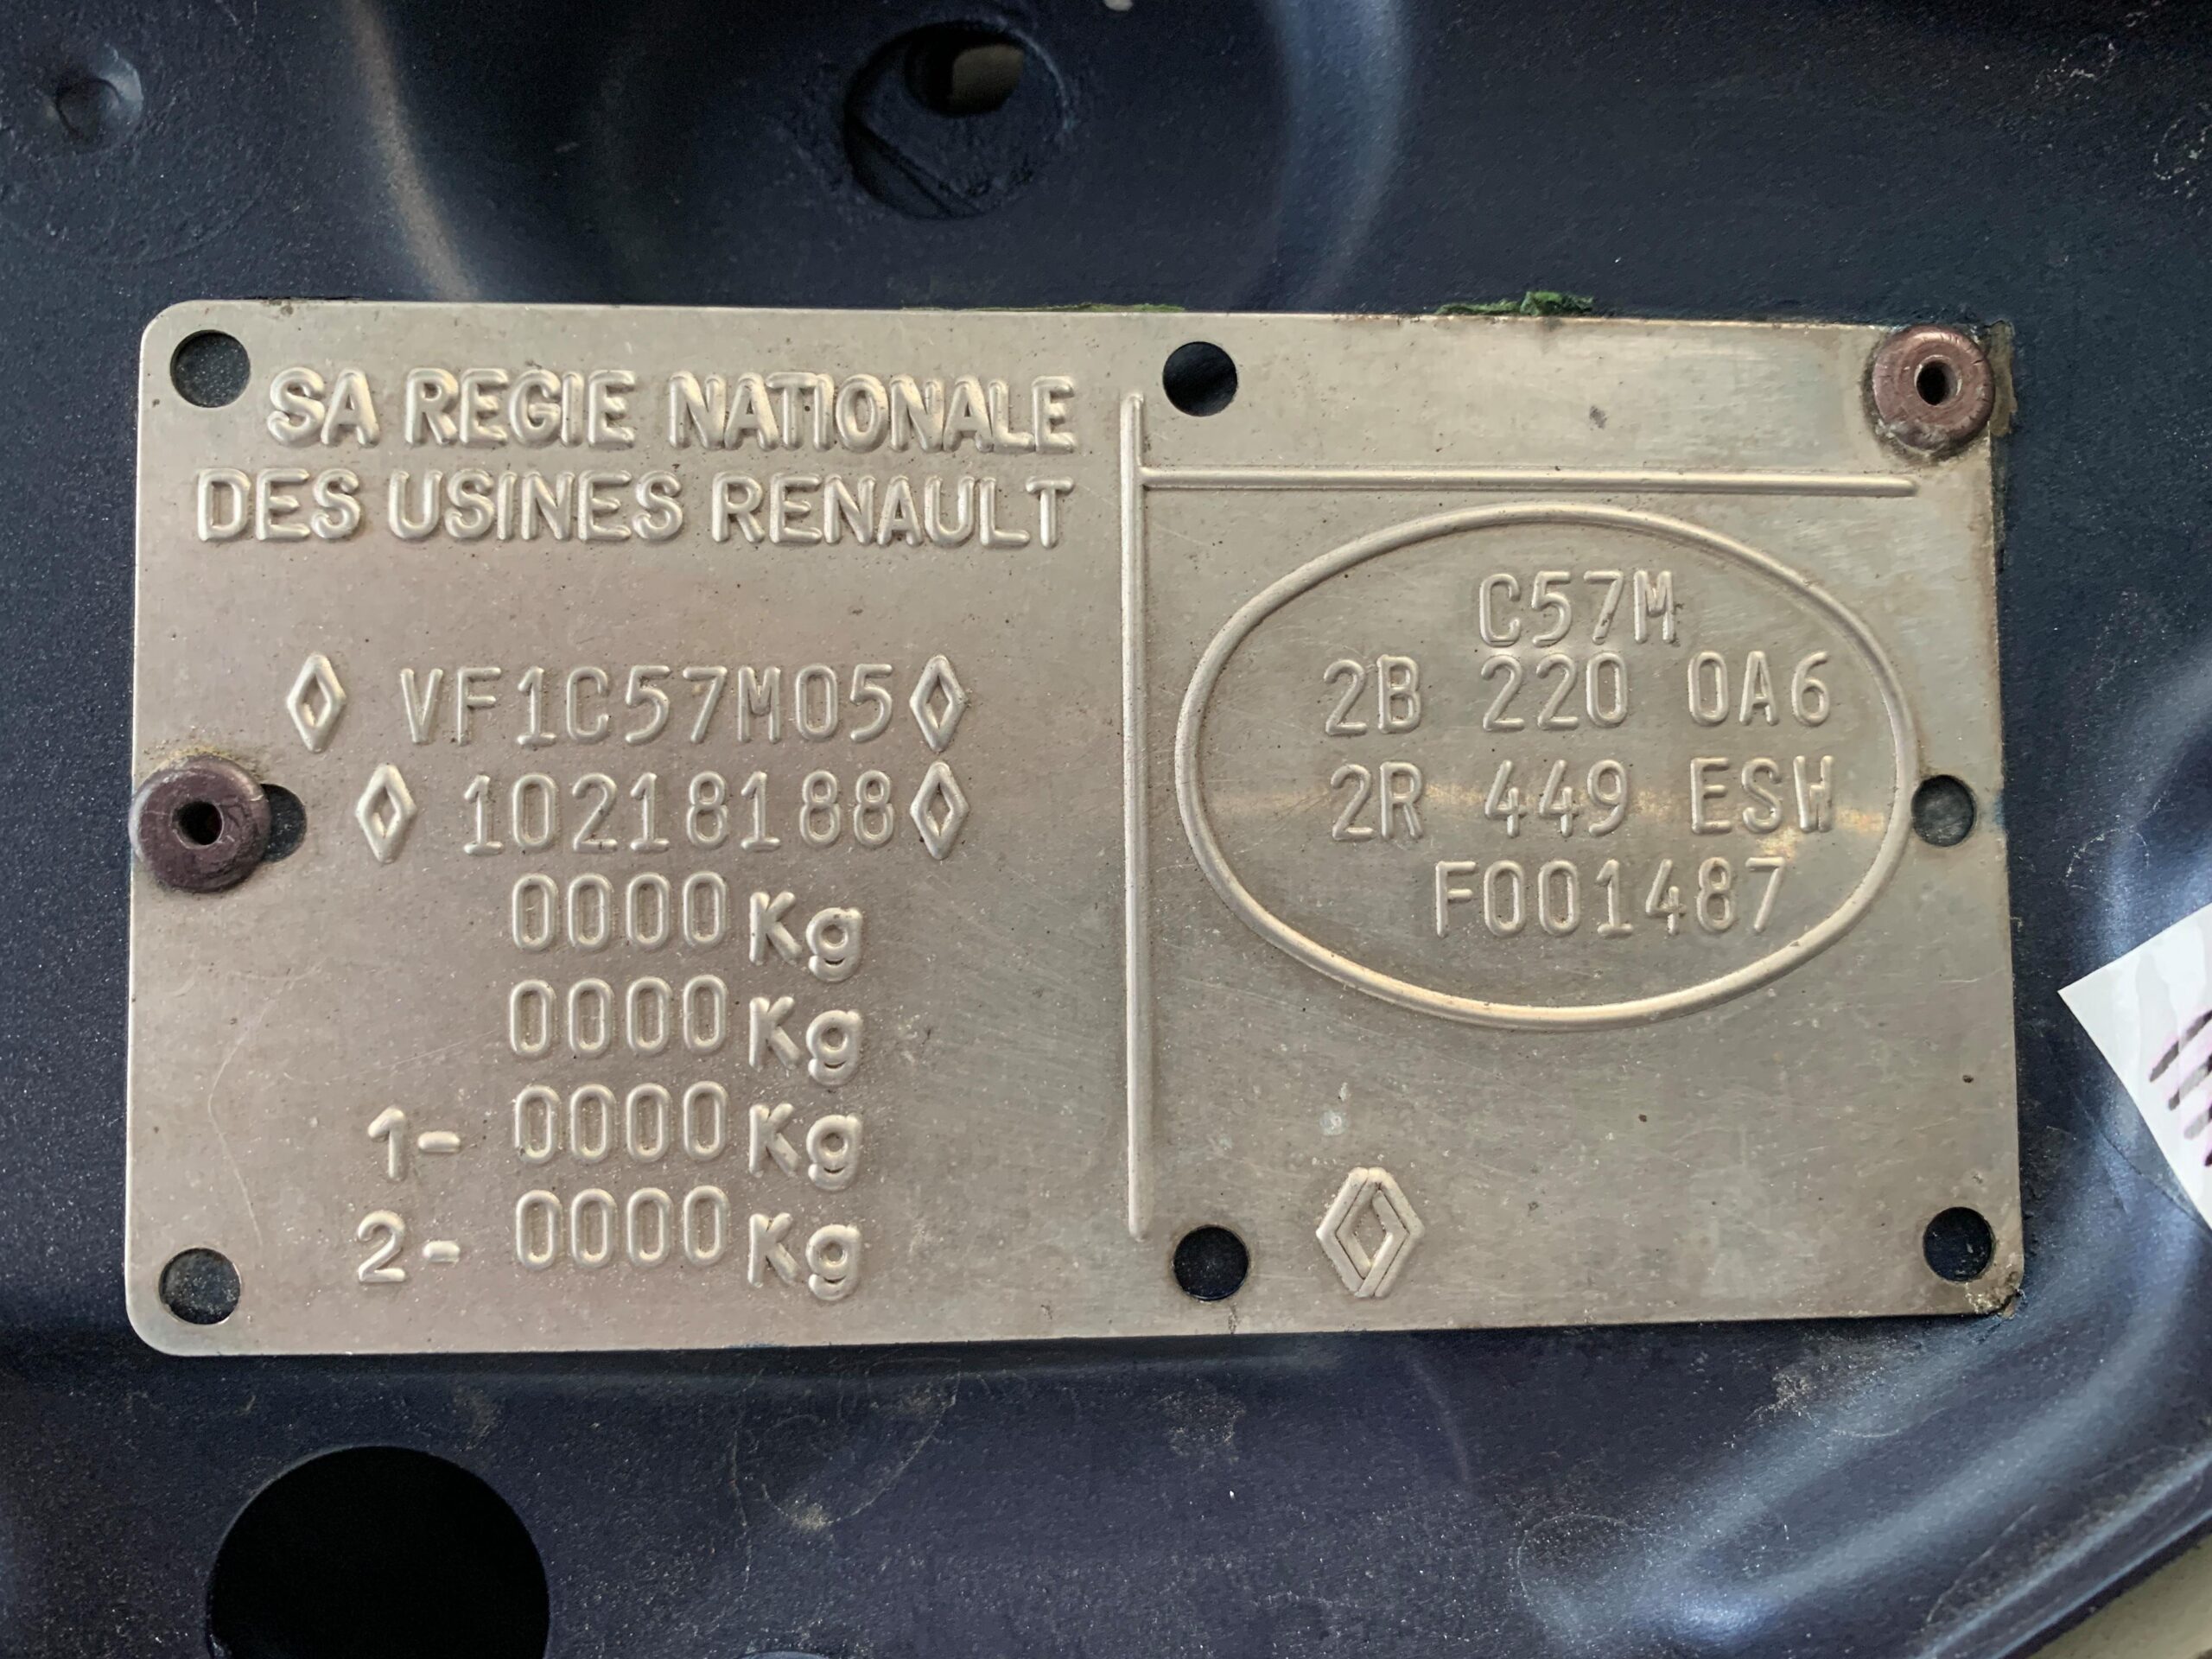 SA REGIE NATIONALE
DES USINES RENAULT
VF1C57M05
10218188
0000 Kg
0000 Kg
1- 0000 Kg
2- 0000 Kg
C57M
2B 220 0A6
2R 449 ESW
F001487